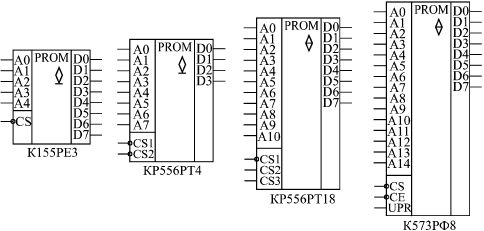 PROM
A0 D0
A1 D1
A2 D2
A3 D3
A4 D4
D5
CS D6
D7
К155РЕ3
PROM
A0 D0
A1 D1
A2 D2
A3 D3
A4
A5
A6
A7
CS1
CS2
КР556РТ4
PROM
A0 D0
A1 D1
A2 D2
A3 D3
A4 D4
A5 D5
A6 D6
A7 D7
A8
A9
A10
CS1
CS2
CS3
КР556РТ18
PROM
A0 D0
A1 D1
A2 D2
A3 D3
A4 D4
A5 D5
A6 D6
A7 D7
A8
A9
A10
A11
A12
A13
A14
CS
CE
UPR
К573РФ8